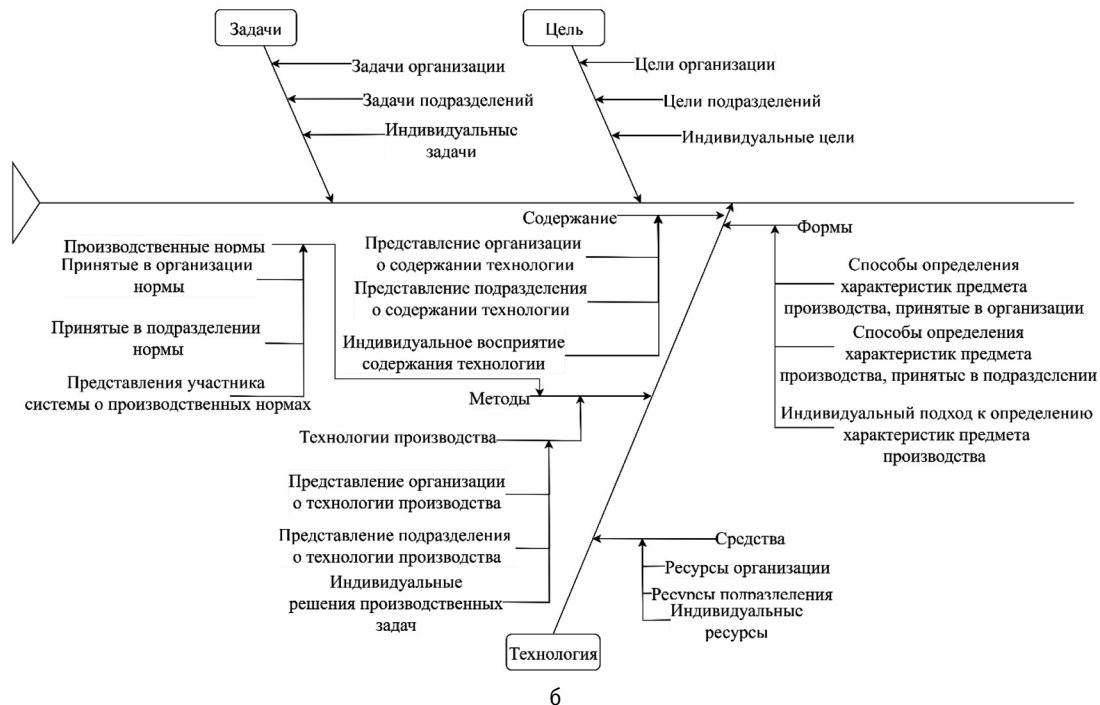 Задачи
Цель
Задачи организации
Задачи подразделений
Индивидуальные
задачи
Цели организации
Цели подразделений
Индивидуальные цели
Содержание
Представление организации
о содержании технологии
Представление подразделения
о содержании технологии
Индивидуальное восприятие
содержания технологии
Формы
Способы определения
характеристик предмета
производства, принятые в организации
Способы определения
характеристик предмета
производства, принятые в подразделении
Индивидуальный подход к определению
характеристик предмета
производства
Производственные нормы
Принятые в организации
нормы
Принятые в подразделении
нормы
Представления участника
системы о производственных нормах
Методы
Технологии производства
Представление организации
о технологии производства
Представление подразделения
о технологии производства
Индивидуальные
решения производственных
задач
Средства
Ресурсы организации
Ресурсы подразделения
Индивидуальные
ресурсы
Технология
б